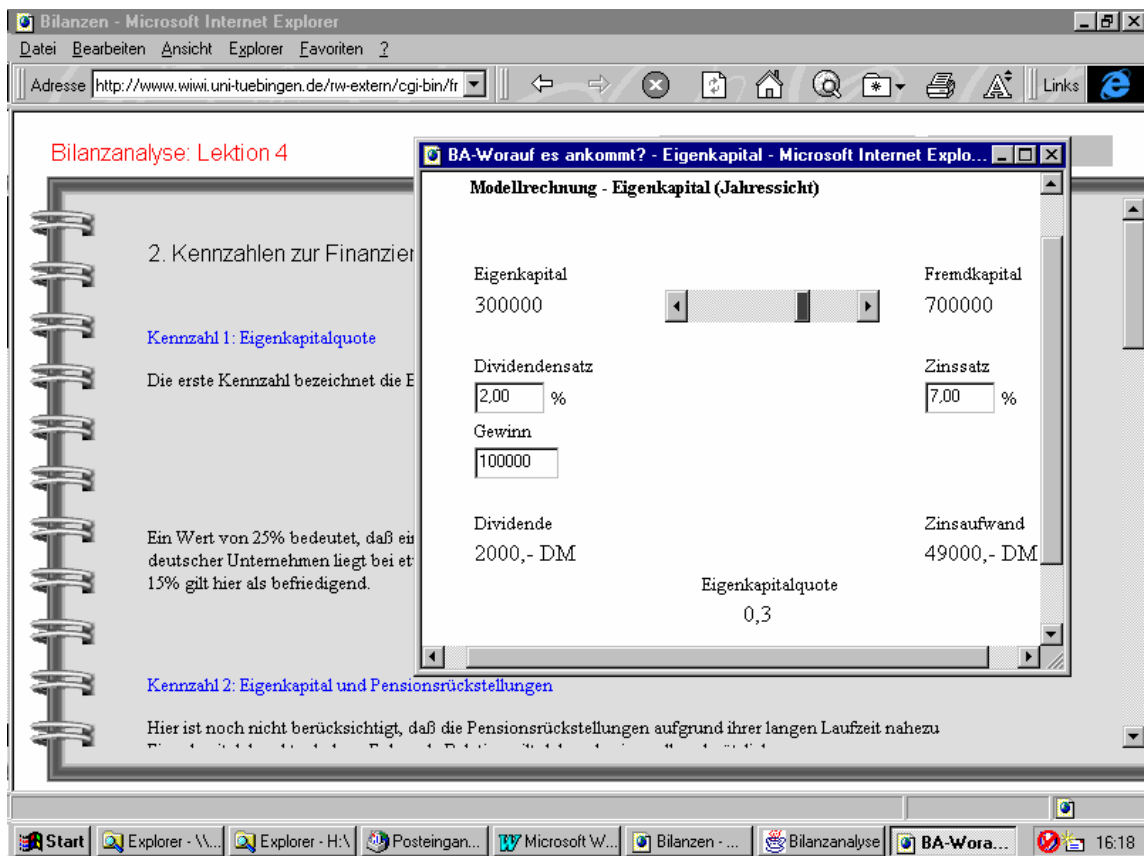 Bilanzen - Microsoft Internet Explorer
Datei Bearbeiten Ansicht Explorer Favoriten ?
Adresse http://www.wiwi.uni-tuebingen.de/rw-extern/cgi-bin/fr Links
Bilanzanalyse: Lektion 4
2. Kennzahlen zur Finanzier
Kennzahl 1: Eigenkapitalquote
Die erste Kennzahl bezeichnet die E
Ein Wert von 25% bedeutet, daß ei
deutscher Unternehmen liegt bei et
15% gilt hier als befriedigend.
Kennzahl 2: Eigenkapital und Pensionsrückstellungen
Hier ist noch nicht berücksichtigt, daß die Pensionsrückstellungen aufgrund ihrer langen Laufzeit nahezu
BA-Worauf es ankommt? - Eigenkapital - Microsoft Internet Explo...
Modellrechnung - Eigenkapital (Jahressicht)
Eigenkapital Fremdkapital
300000 700000
Dividendensatz Zinssatz
2,00 % 7,00 %
Gewinn
100000
Dividende Zinsaufwand
2000,- DM 49000,- DM
Eigenkapitalquote
0,3
Start Explorer - \\... Explorer - H:\ Posteingan... Microsoft W... Bilanzen - ... Bilanzanalyse BA-Wora... 16:18